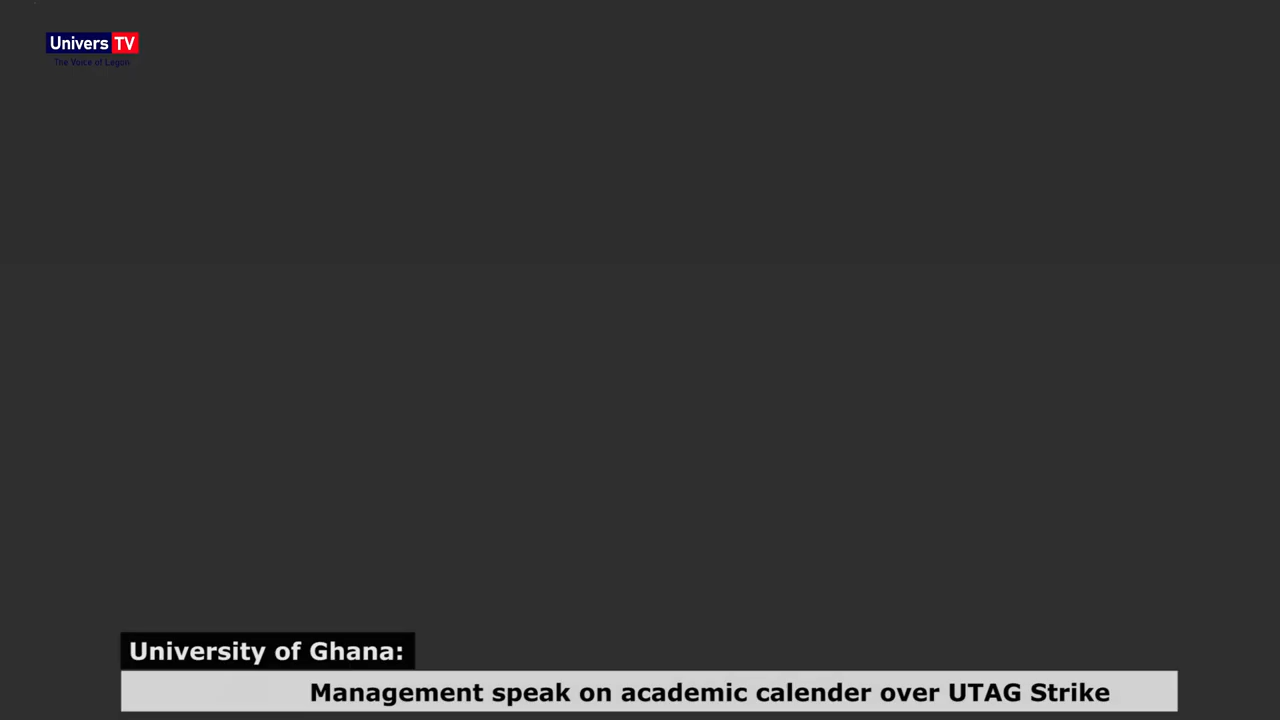 Univers TV
The Voice of Legon
University of Ghana:
Management speak on academic calender over UTAG Strike